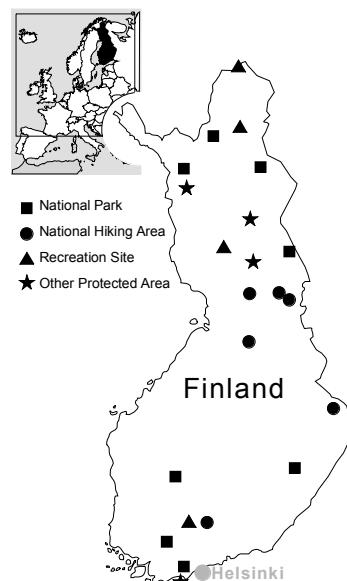 National Park
National Hiking Area
Recreation Site
Other Protected Area
Finland
Helsinki